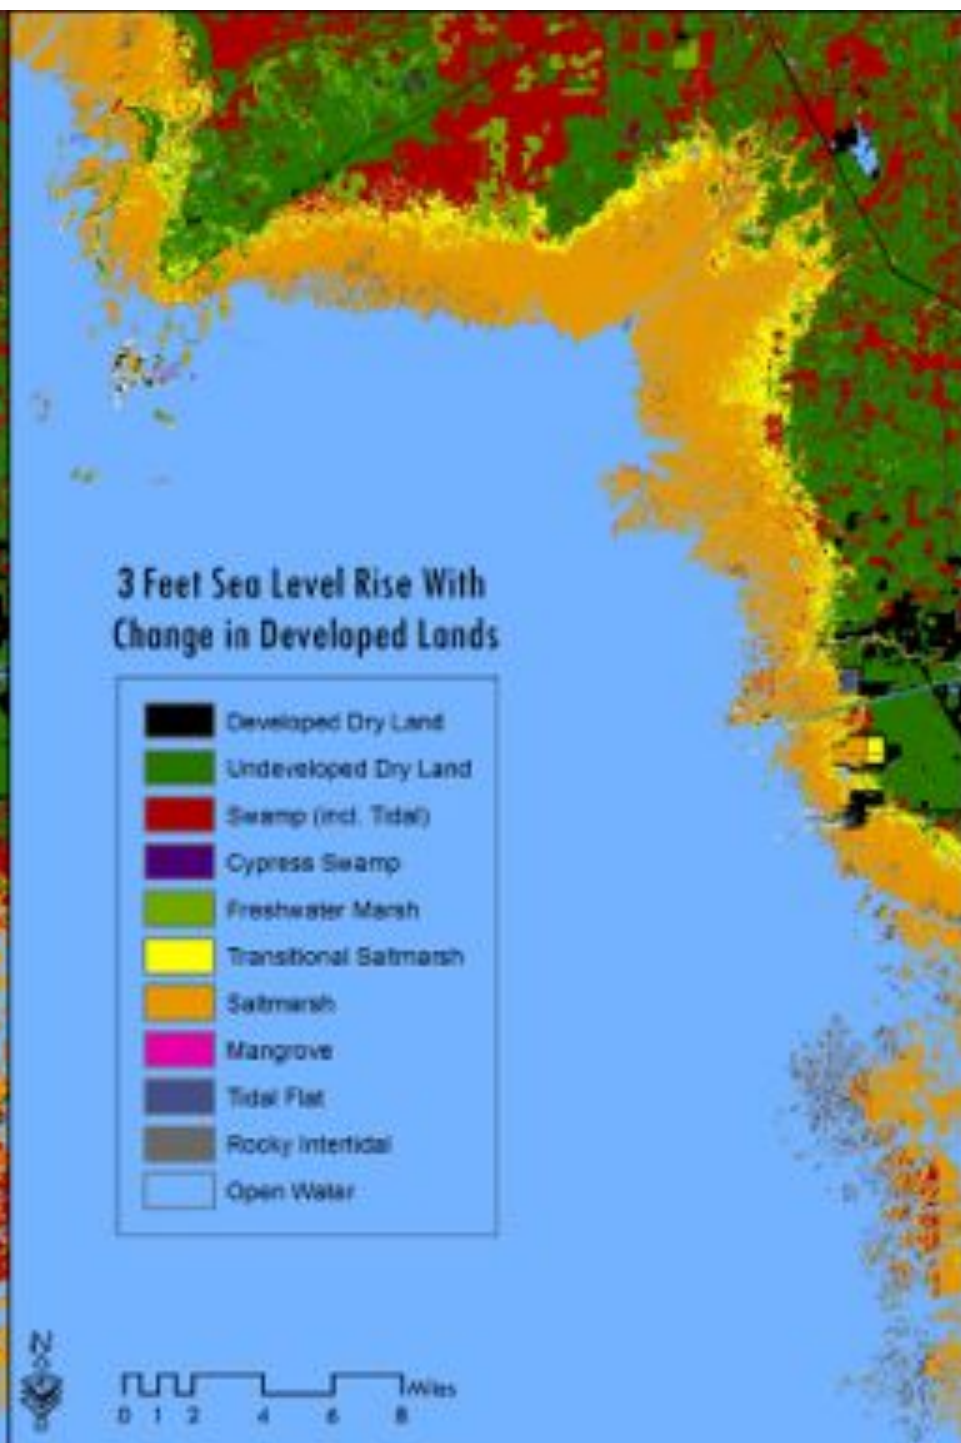 3 Feet Sea Level Rise With
Change in Developed Lands
Developed Dry Land
Undeveloped Dry Land
Swamp (incl. Tidal)
Cypress Swamp
Freshwater Marsh
Transitional Saltmarsh
Saltmarsh
Mangrove
Tidal Flat
Rocky Intertidal
Open Water
N
Miles
0 1 2 4 6 8